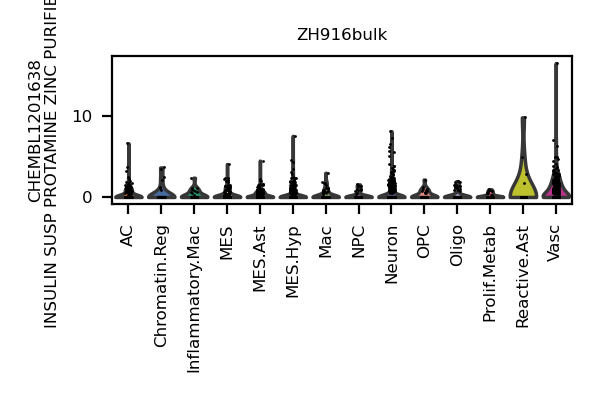 ZH916bulk
CHEMBL1201638
INSULIN SUSP PROTAMINE ZINC PURIFIE
10
0
AC
Chromatin.Reg
Inflammatory.Mac
MES
MES.Ast
MES.Hyp
Mac
NPC
Neuron
OPC
Oligo
Prolif.Metab
Reactive.Ast
Vasc